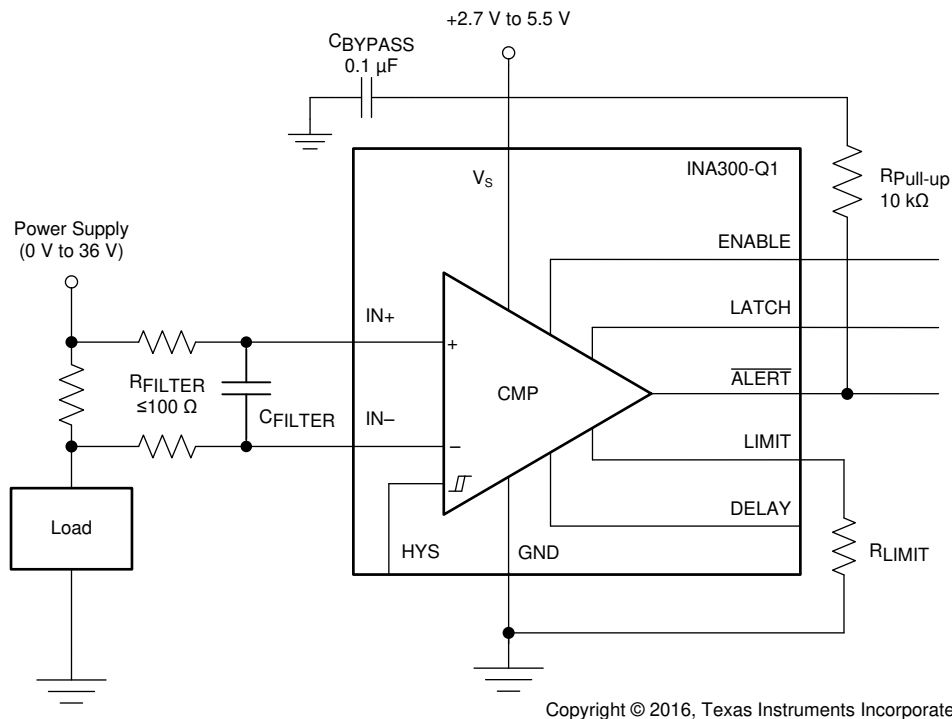 +2.7 V to 5.5 V
CBYPASS
0.1 µF
INA300-Q1
VS
RPull-up
10 kΩ
Power Supply
(0 V to 36 V)
ENABLE
LATCH
IN+
+
RFILTER
≤100 Ω
CFILTER
CMP
ALERT
IN–
–
LIMIT
Load
DELAY
HYS
GND
RLIMIT
Copyright © 2016, Texas Instruments Incorporate